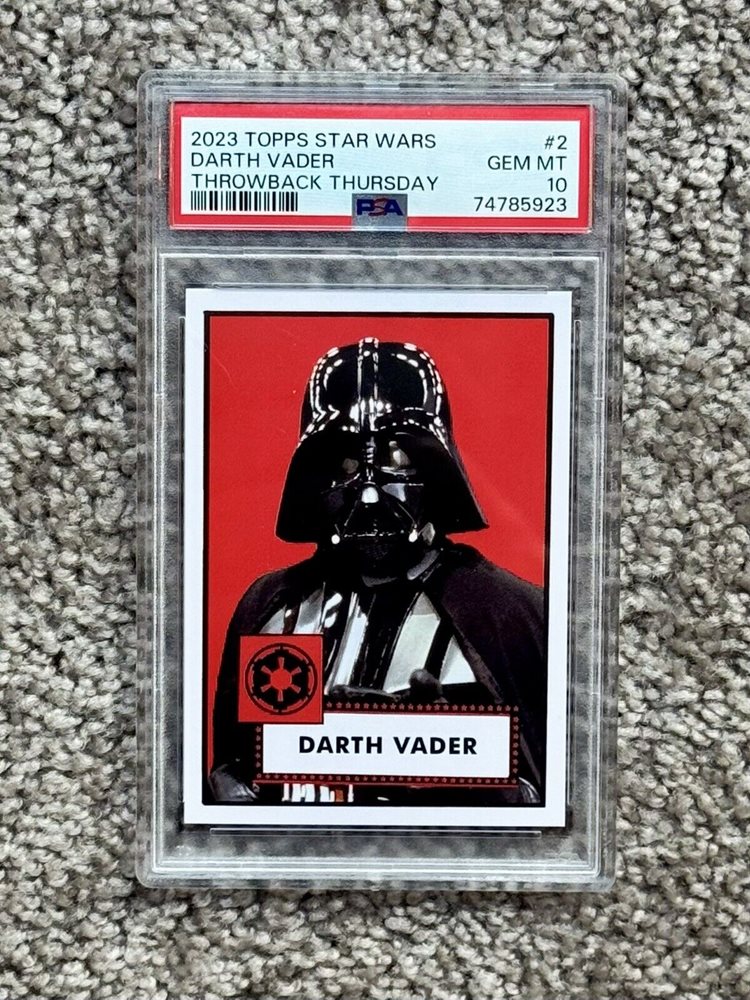 2023 TOPPS STAR WARS #2
DARTH VADER GEM MT
THROWBACK THURSDAY 10
PSA 74785923
DARTH VADER